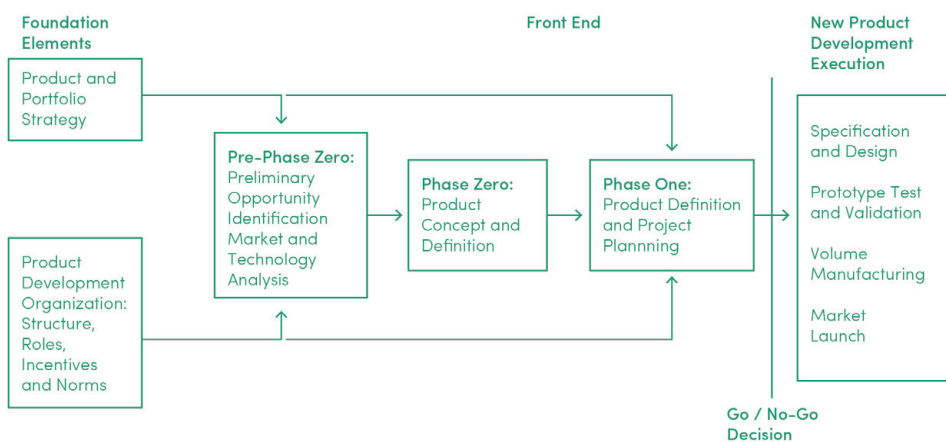 Foundation
Elements
Front End
New Product
Development
Execution
Product and
Portfolio
Strategy
Product
Development
Organization:
Structure,
Roles,
Incentives
and Norms
Pre-Phase Zero:
Preliminary
Opportunity
Identification
Market and
Technology
Analysis
Phase Zero:
Product
Concept and
Definition
Phase One:
Product Definition
and Project
Plannning
Specification
and Design
Prototype Test
and Validation
Volume
Manufacturing
Market
Launch
Go / No-Go
Decision